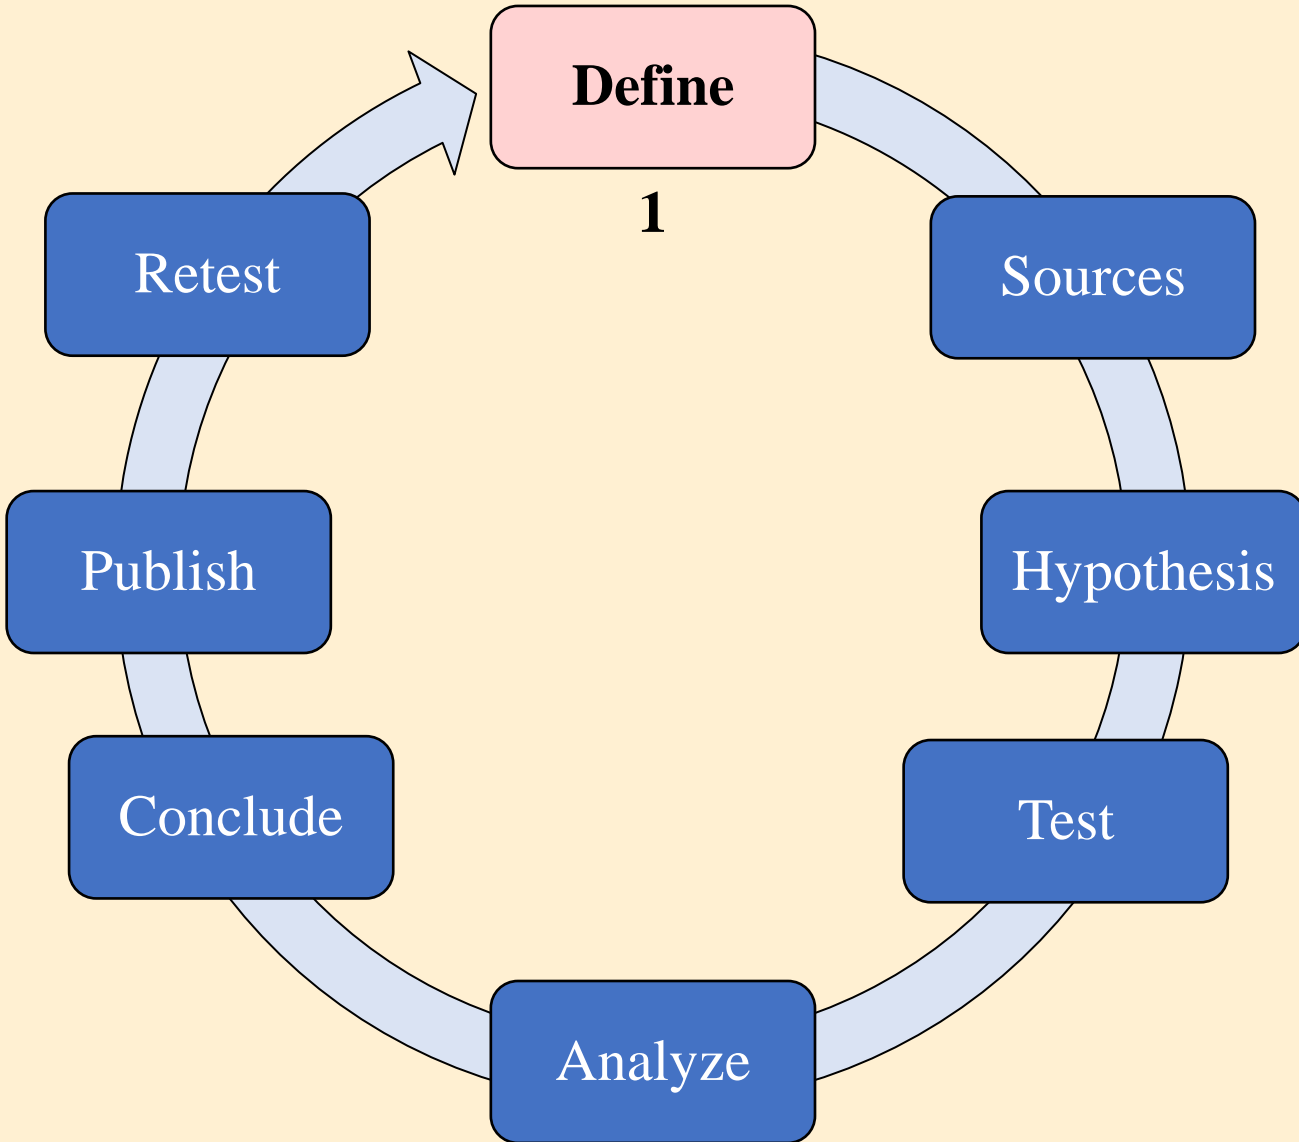 Define
1
Sources
Hypothesis
Test
Analyze
Conclude
Publish
Retest